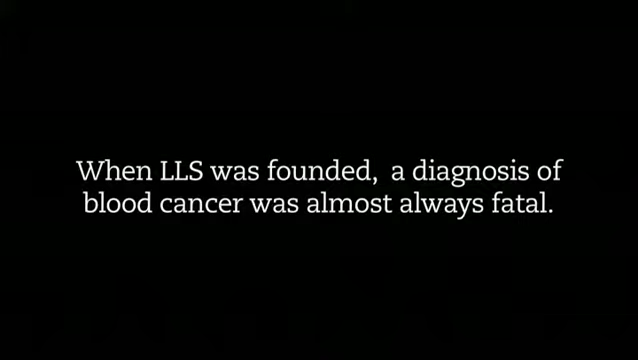 When LLS was founded,  a diagnosis of
blood cancer was almost always fatal.